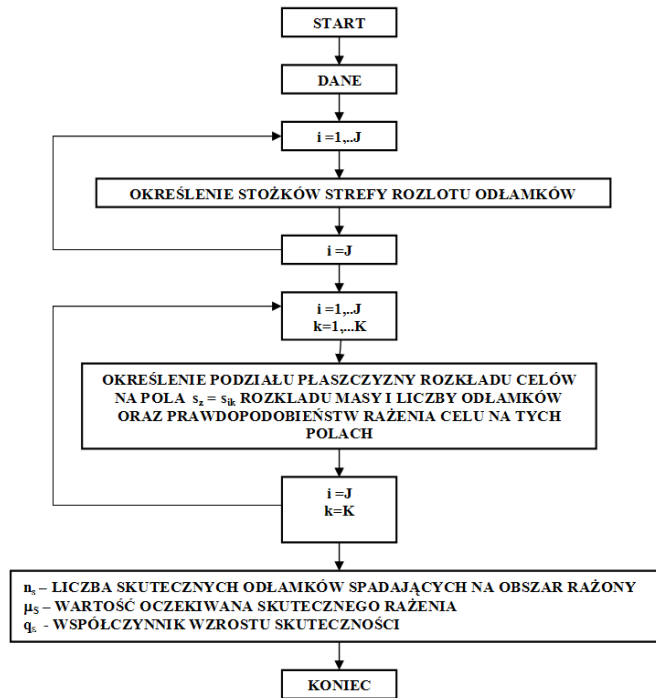 START
DANE
i =1,..J
OKREŚLENIE STOŻKÓW STREFY ROZLOTU ODŁAMKÓW
i =J
i =1,..J
k=1,...K
OKREŚLENIE PODZIAŁU PŁASZCZYZNY ROZKŁADU CELÓW
NA POLA s_z = s_ik ROZKLADU MASY I LICZBY ODŁAMKÓW
ORAZ PRAWDOPODOBIEŃSTW RAŻENIA CELU NA TYCH
POLACH
i =J
k=K
n_s – LICZBA SKUTECZNYCH ODŁAMKÓW SPADAJĄCYCH NA OBSZAR RAŻONY
μ_S – WARTOŚĆ OCZEKIWANA SKUTECZNEGO RAŻENIA
q_s. - WSPÓŁCZYNNIK WZROSTU SKUTECZNOŚCI
KONIEC